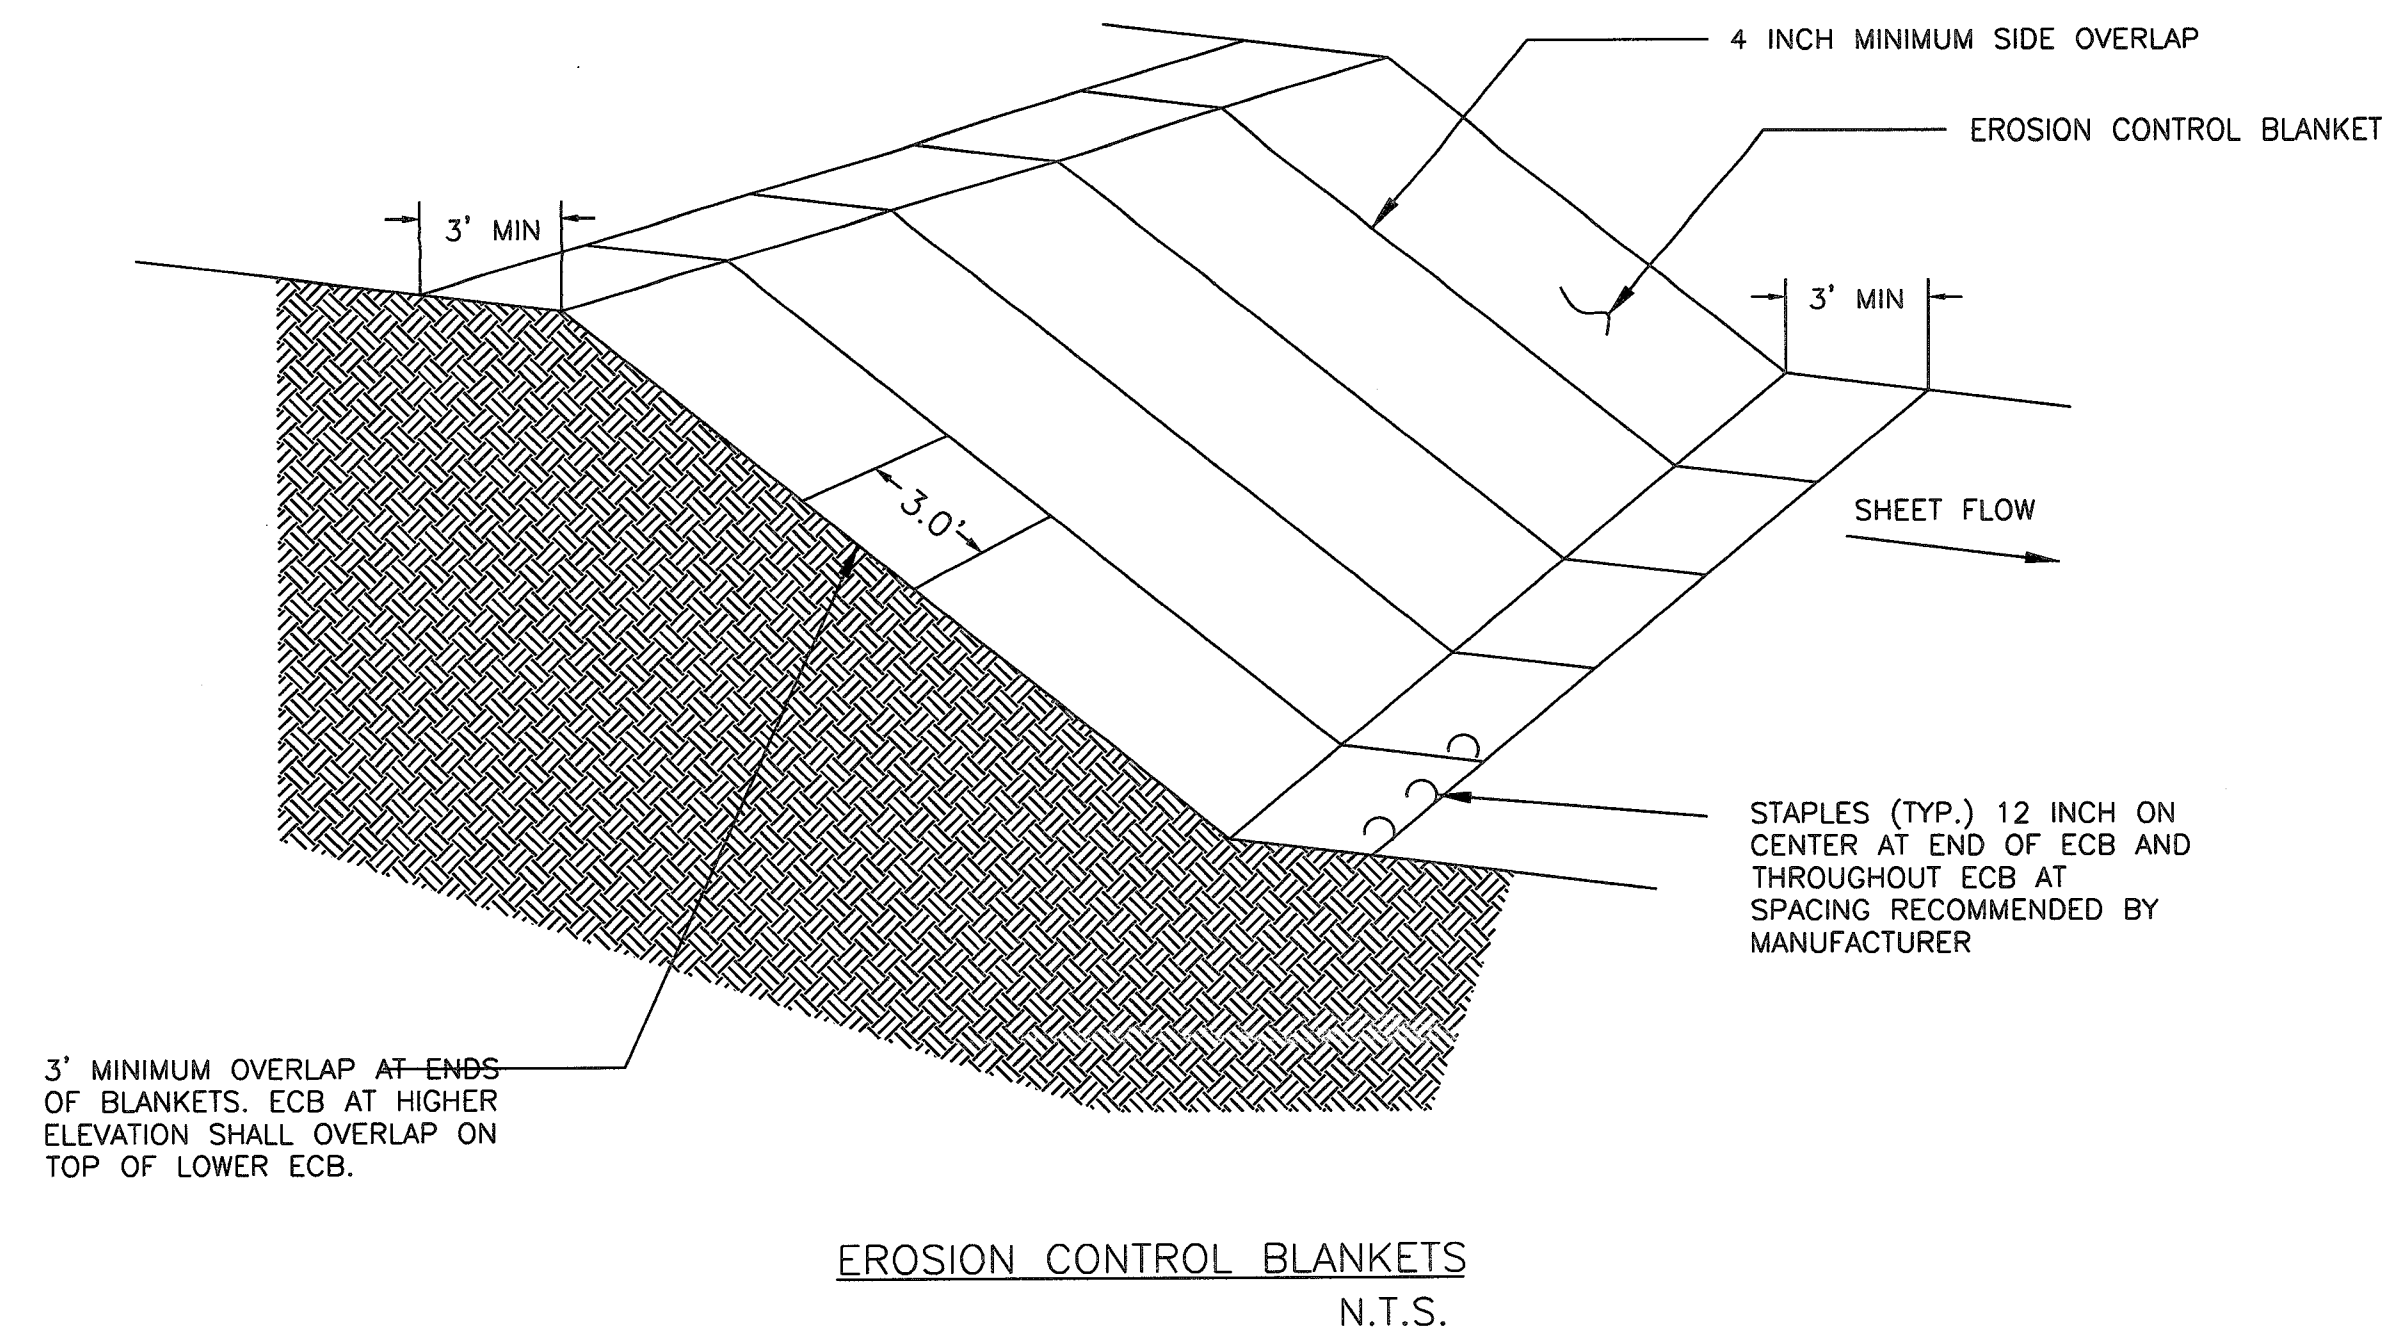 4 INCH MINIMUM SIDE OVERLAP
EROSION CONTROL BLANKET
3' MIN
3' MIN
3.0'
SHEET FLOW
STAPLES (TYP.) 12 INCH ON
CENTER AT END OF ECB AND
THROUGHOUT ECB AT
SPACING RECOMMENDED BY
MANUFACTURER
3' MINIMUM OVERLAP AT ENDS
OF BLANKETS. ECB AT HIGHER
ELEVATION SHALL OVERLAP ON
TOP OF LOWER ECB.
EROSION CONTROL BLANKETS
N.T.S.